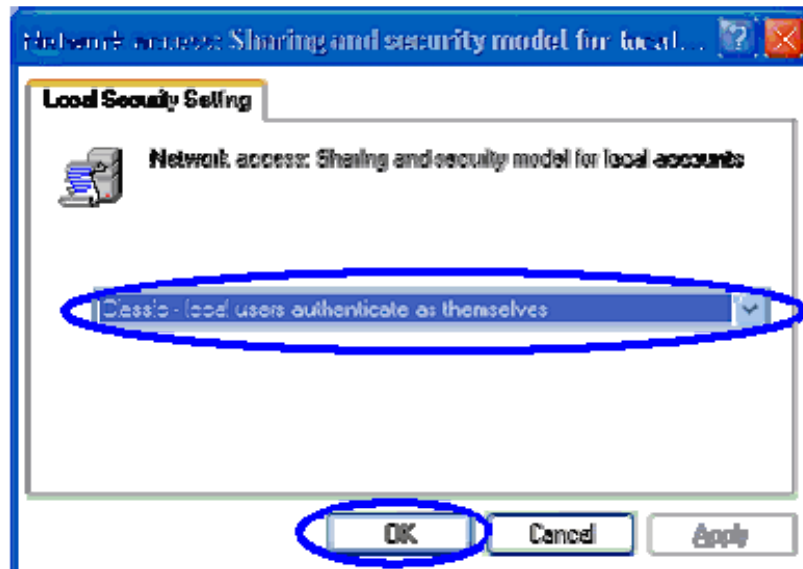 Network access: Sharing and security model for local... ?
Local Security Setting
Network access: Sharing and security model for local accounts
Classic - local users authenticate as themselves
OK Cancel Apply